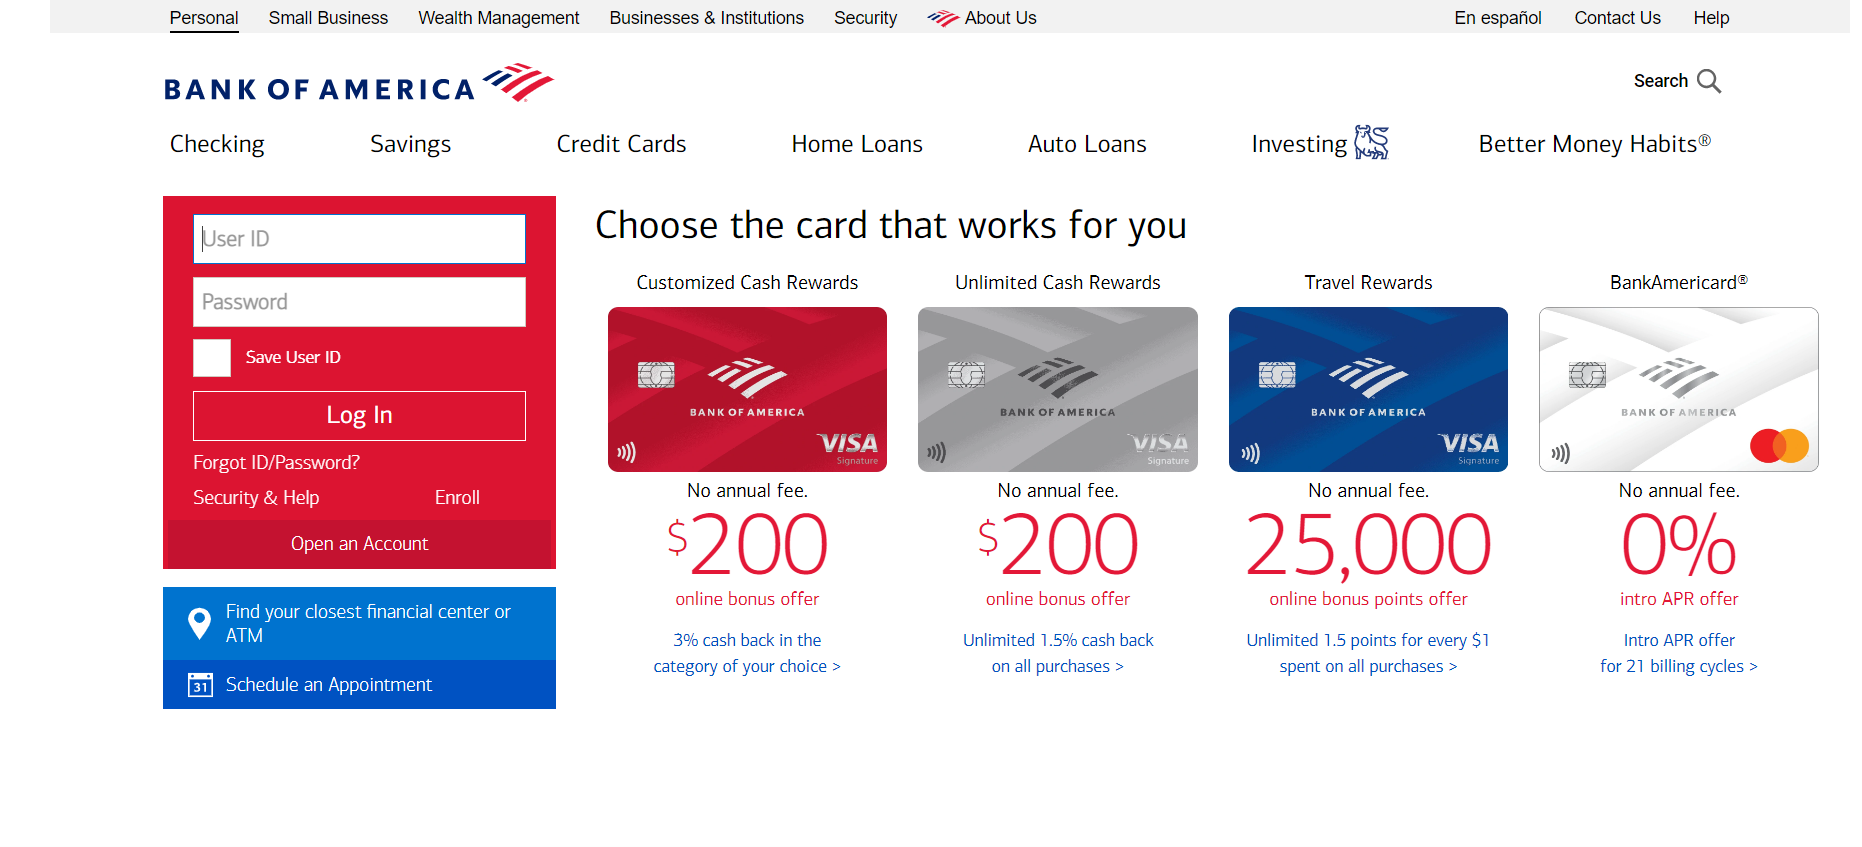 Personal Small Business Wealth Management Businesses & Institutions Security About Us En español Contact Us Help
BANK OF AMERICA
Search
Checking Savings Credit Cards Home Loans Auto Loans Investing Better Money Habits®
User ID
Password
Save User ID
Log In
Forgot ID/Password?
Security & Help Enroll
Open an Account
Find your closest financial center or
ATM
31
Schedule an Appointment
Choose the card that works for you
Customized Cash Rewards
BANK OF AMERICA
VISA
Signature
No annual fee.
$200
online bonus offer
3% cash back in the
category of your choice >
Unlimited Cash Rewards
BANK OF AMERICA
VISA
Signature
No annual fee.
$200
online bonus offer
Unlimited 1.5% cash back
on all purchases >
Travel Rewards
BANK OF AMERICA
VISA
Signature
No annual fee.
25,000
online bonus points offer
Unlimited 1.5 points for every $1
spent on all purchases >
BankAmericard®
BANK OF AMERICA
No annual fee.
0%
intro APR offer
Intro APR offer
for 21 billing cycles >